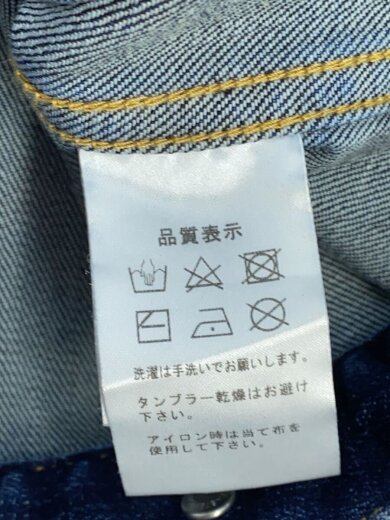 品質表示
洗濯は手洗いでお願いします。
タンブラー乾燥はお避け
下さい。
アイロン時は当て布を
使用して下さい。